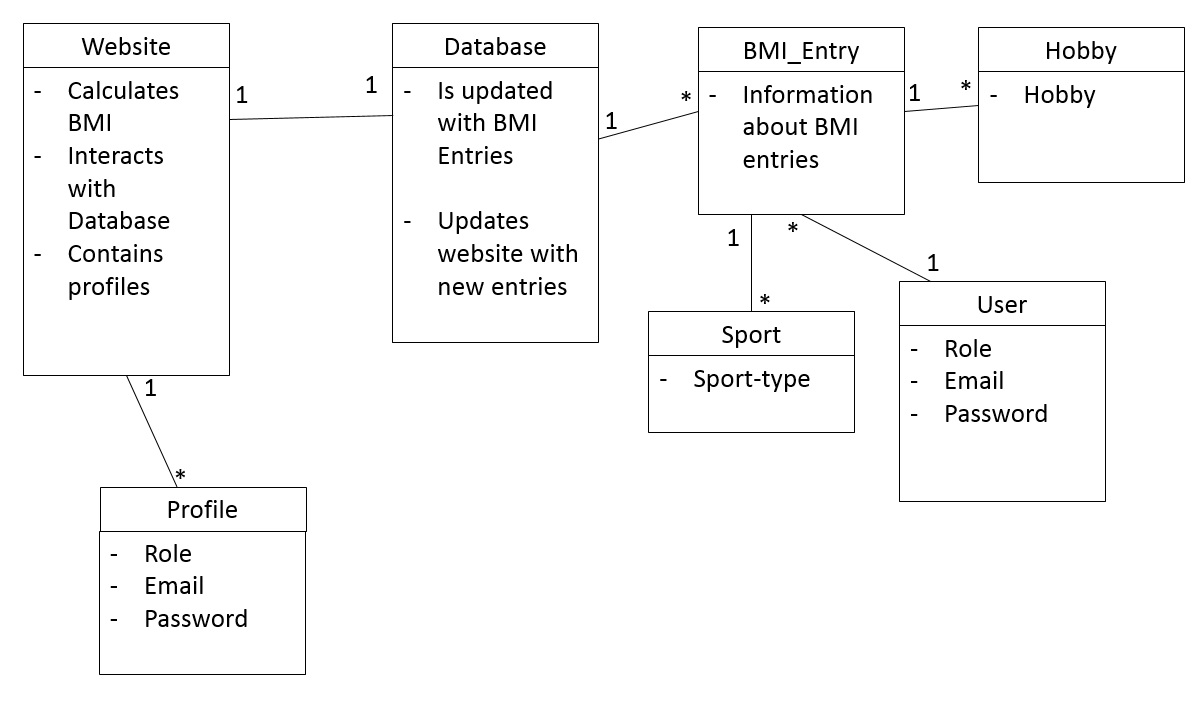 Website
- Calculates
BMI
- Interacts
with
Database
- Contains
profiles
1
1
Database
- Is updated
with BMI
Entries
- Updates
website with
new entries
1
*
BMI_Entry
- Information
about BMI
entries
1
*
Hobby
- Hobby
1
*
Sport
- Sport-type
*
1
User
- Role
- Email
- Password
1
*
Profile
- Role
- Email
- Password